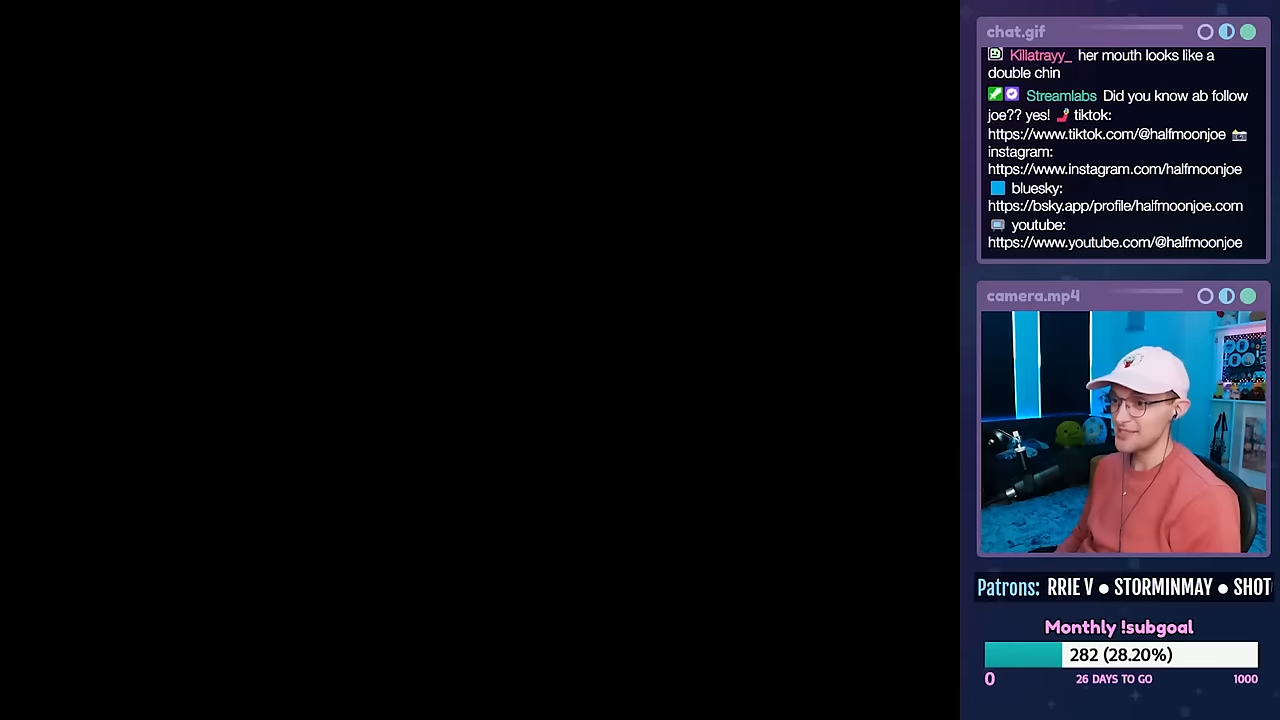 chat.gif
Killatrayy_ her mouth looks like a
double chin
Streamlabs Did you know ab follow
joe?? yes! tiktok:
https://www.tiktok.com/@halfmoonjoe
instagram:
https://www.instagram.com/halfmoonjoe
bluesky:
https://bsky.app/profile/halfmoonjoe.com
youtube:
https://www.youtube.com/@halfmoonjoe
camera.mp4
Patrons: RRIE V ● STORMINMAY ● SHOT
Monthly !subgoal
282 (28.20%)
0 26 DAYS TO GO 1000